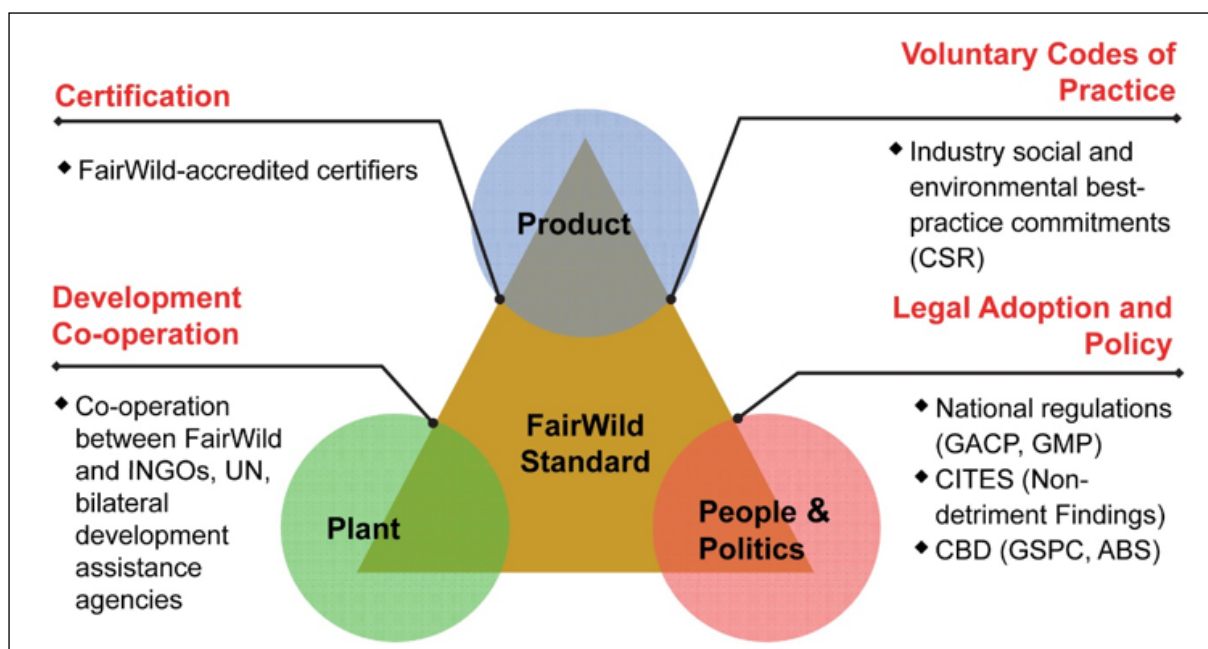 Certification
◆ FairWild-accredited certifiers
Voluntary Codes of
Practice
◆ Industry social and
environmental best-
practice commitments
(CSR)
Product
Development
Co-operation
◆ Co-operation
between FairWild
and INGOs, UN,
bilateral
development
assistance
agencies
Legal Adoption and
Policy
◆ National regulations
(GACP, GMP)
◆ CITES (Non-
detriment Findings)
◆ CBD (GSPC, ABS)
FairWild
Standard
Plant
People &
Politics